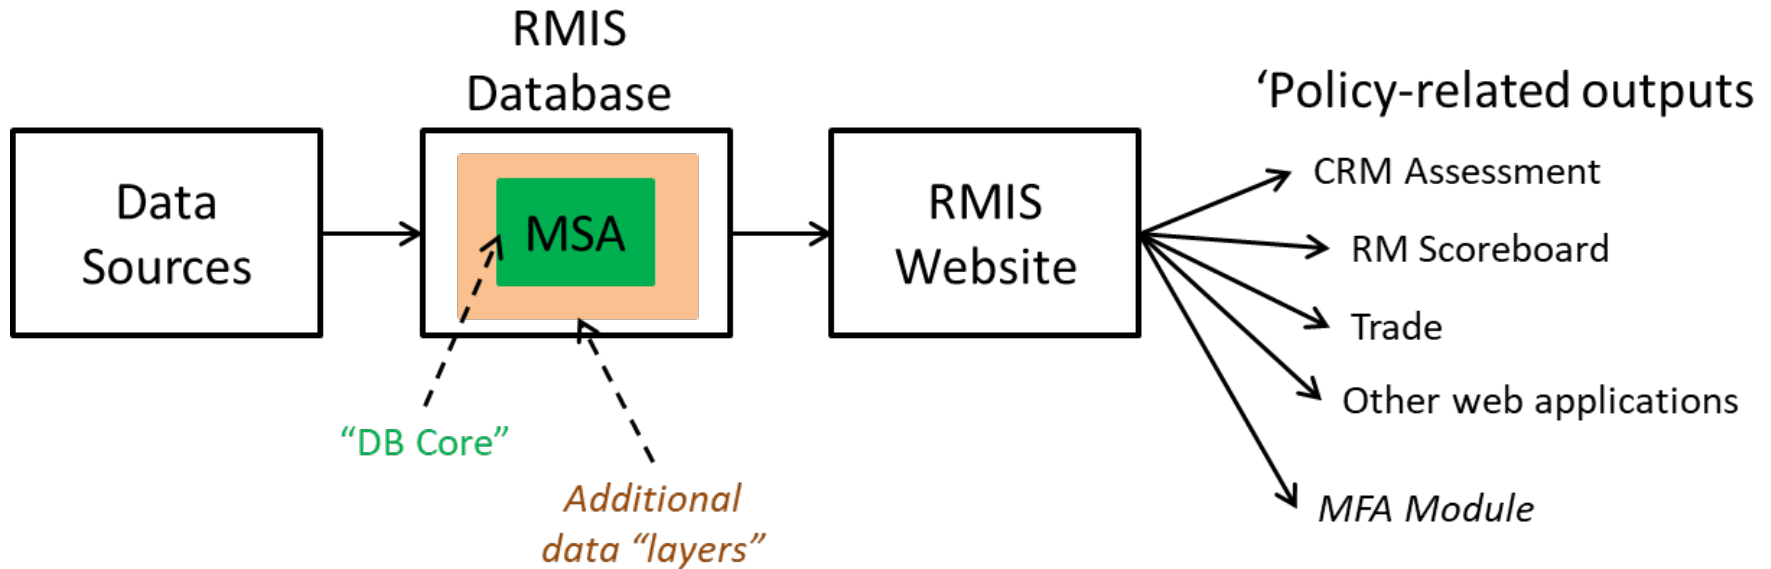 RMIS
Database
‘Policy-related outputs
Data
Sources
MSA
RMIS
Website
CRM Assessment
RM Scoreboard
Trade
Other web applications
MFA Module
“DB Core”
Additional
data “layers”